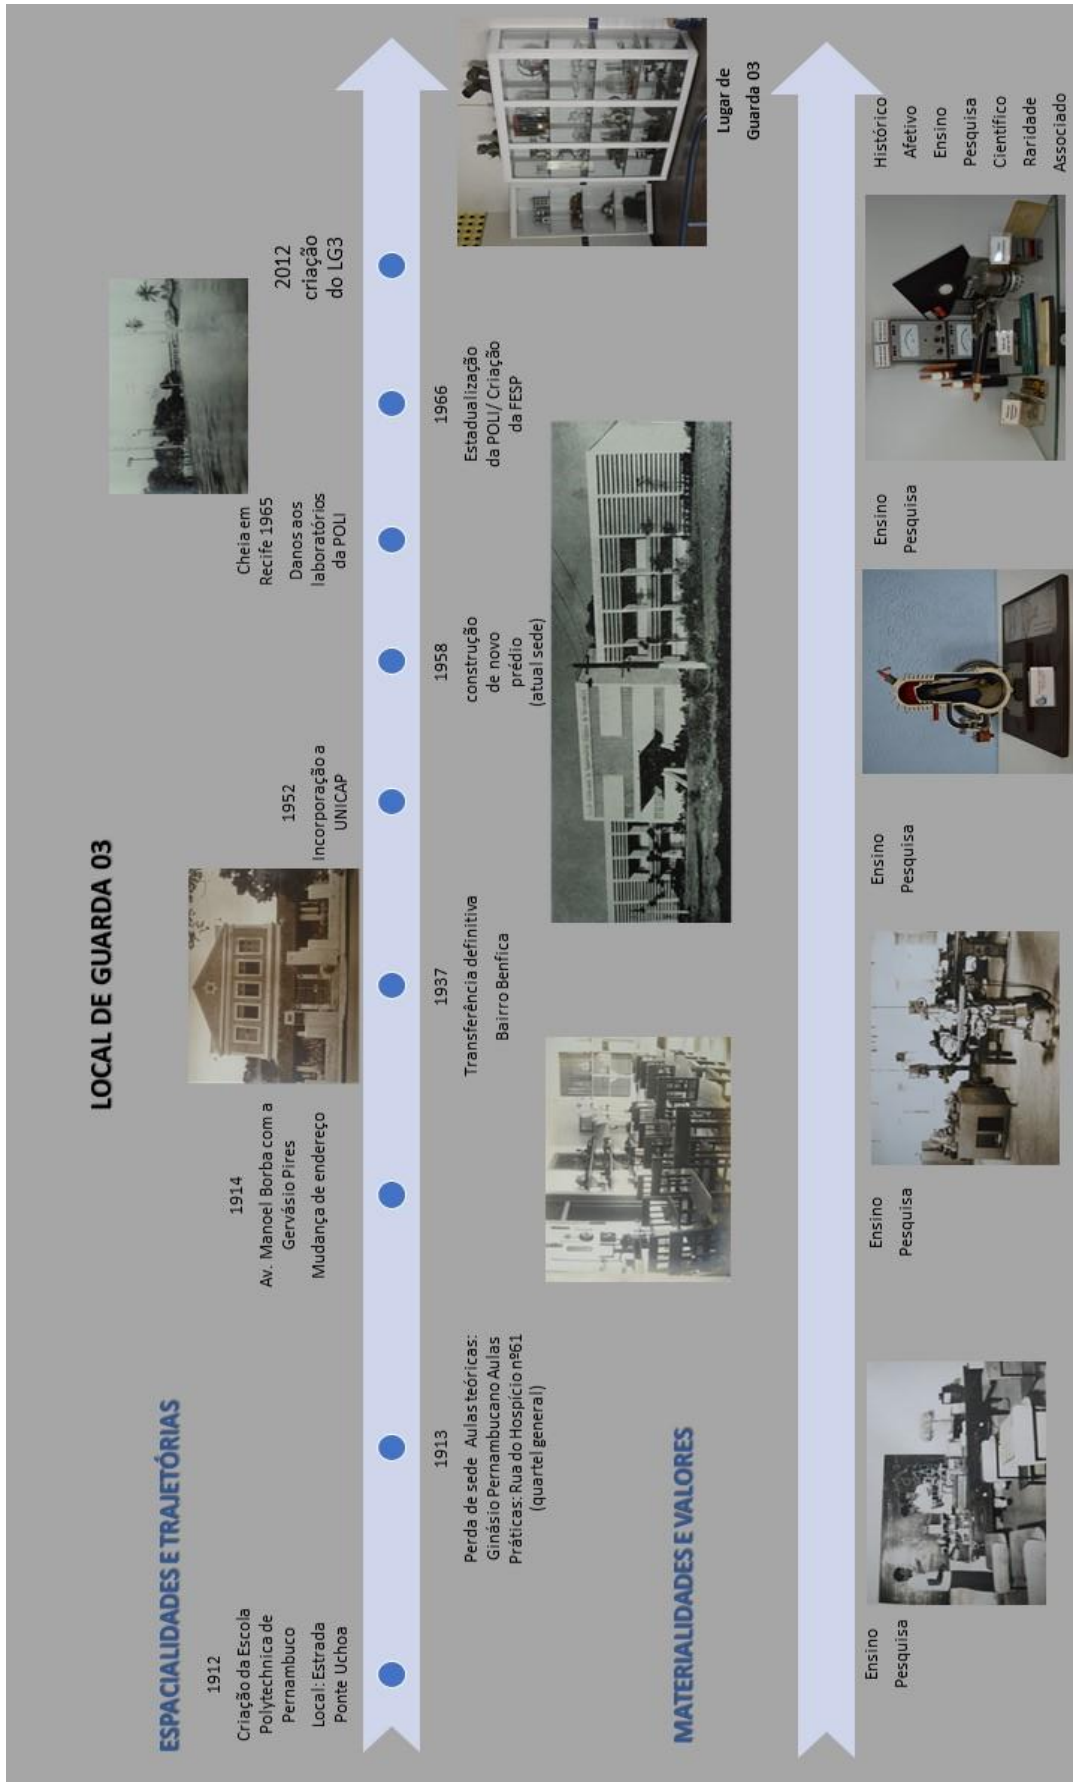 LOCAL DE GUARDA 03
ESPACIALIDADES E TRAJETÓRIAS
1912
Criação da Escola
Polytechnica de
Pernambuco
Local: Estrada
Ponte Uchoa
1913
Perda de sede Aulas teóricas:
Ginásio Pernambucano Aulas
Práticas: Rua do Hospício nº61
(quartel general)
1914
Av. Manoel Borba com a
Gervásio Pires
Mudança de endereço
1937
Transferência definitiva
Bairro Benfica
1952
Incorporação a
UNICAP
1958
construção
de novo
prédio
(atual sede)
Cheia em
Recife 1965
Danos aos
laboratórios
da POLI
1966
Estadualização
da POLI/ Criação
da FESP
2012
criação
do LG3
Lugar de
Guarda 03
MATERIALIDADES E VALORES
Ensino
Pesquisa
Ensino
Pesquisa
Ensino
Pesquisa
Ensino
Pesquisa
Histórico
Afetivo
Ensino
Pesquisa
Científico
Raridade
Associado